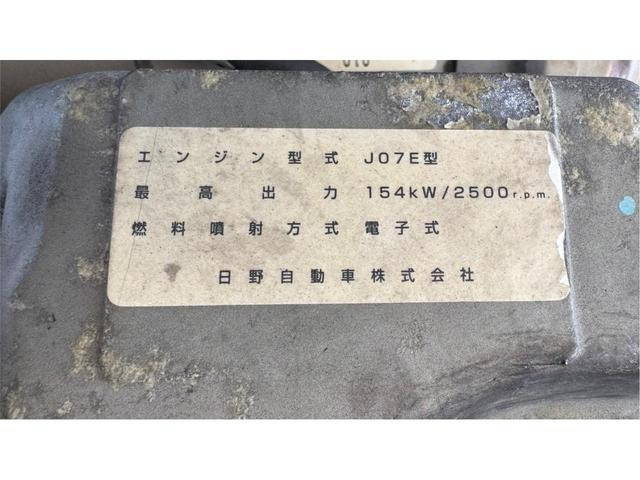 エンジン型式 J07E型
最高出力 154kW/2500r.p.m.
燃料噴射方式 電子式
日野自動車株式会社